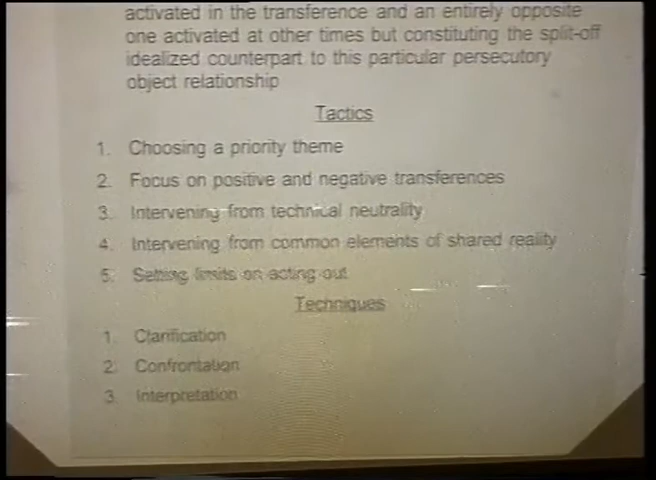 activated in the transference and an entirely opposite
one activated at other times but constituting the split-off
idealized counterpart to this particular persecutory
object relationship
Tactics
1. Choosing a priority theme
2. Focus on positive and negative transferences
3. Intervening from technical neutrality
4. Intervening from common elements of shared reality
5. Setting limits on acting out
Techniques
1. Clarification
2. Confrontation
3. Interpretation